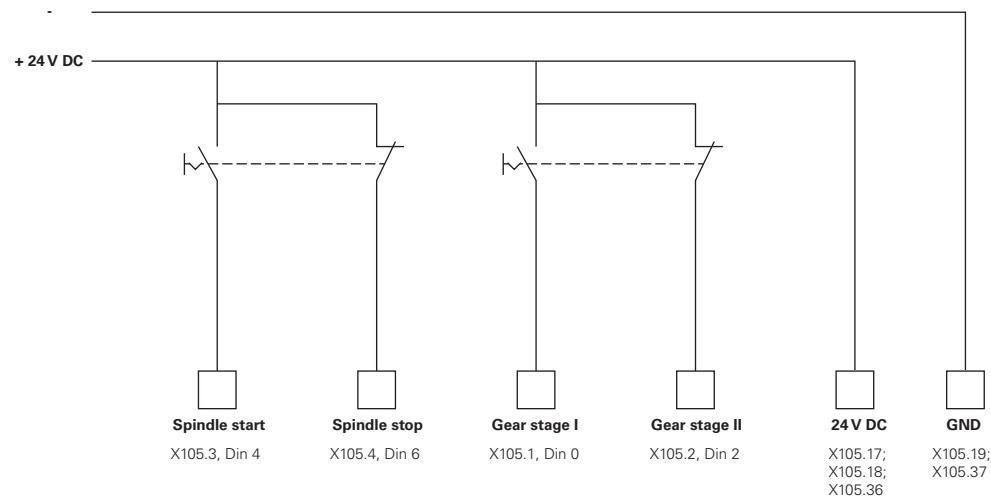 -
+ 24 V DC
Spindle start
Spindle stop
Gear stage I
Gear stage II
24 V DC
GND
X105.3, Din 4
X105.4, Din 6
X105.1, Din 0
X105.2, Din 2
X105.17;
X105.18;
X105.36
X105.19;
X105.37